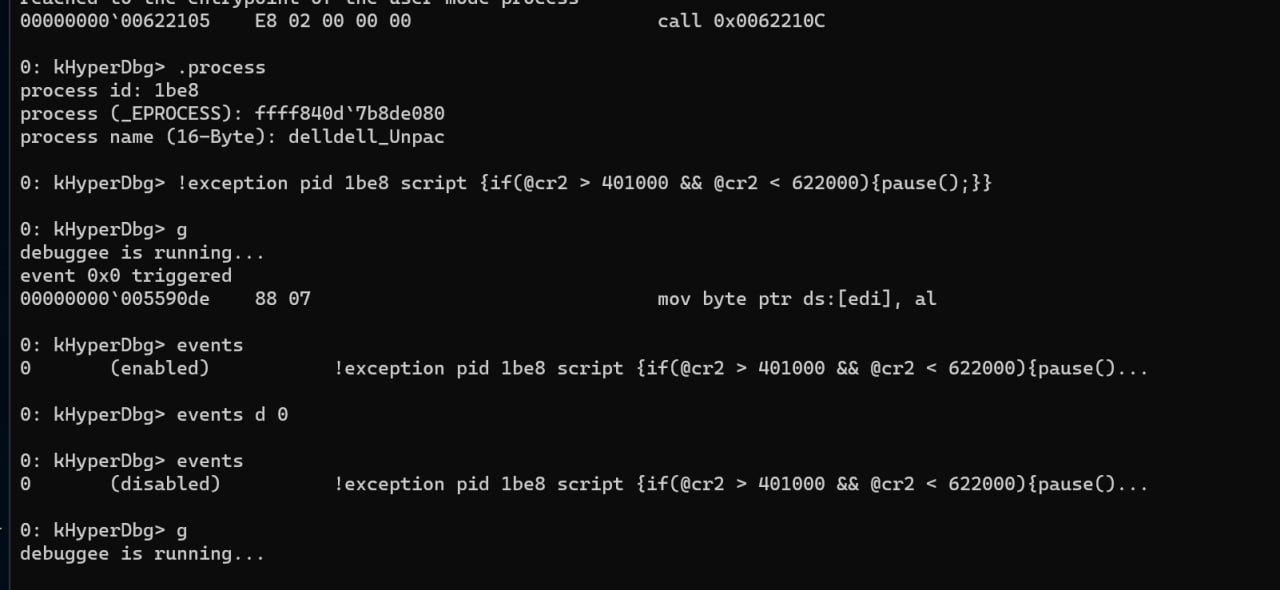 reached to the entrypoint of the user mode process
00000000`00622105    E8 02 00 00 00                      call 0x0062210C
0: kHyperDbg> .process
process id: 1be8
process (_EPROCESS): ffff840d`7b8de080
process name (16-Byte): delldell_Unpac
0: kHyperDbg> !exception pid 1be8 script {if(@cr2 > 401000 && @cr2 < 622000){pause();}}
0: kHyperDbg> g
debuggee is running...
event 0x0 triggered
00000000`005590de    88 07                               mov byte ptr ds:[edi], al
0: kHyperDbg> events
0       (enabled)           !exception pid 1be8 script {if(@cr2 > 401000 && @cr2 < 622000){pause()...
0: kHyperDbg> events d 0
0: kHyperDbg> events
0       (disabled)          !exception pid 1be8 script {if(@cr2 > 401000 && @cr2 < 622000){pause()...
0: kHyperDbg> g
debuggee is running...